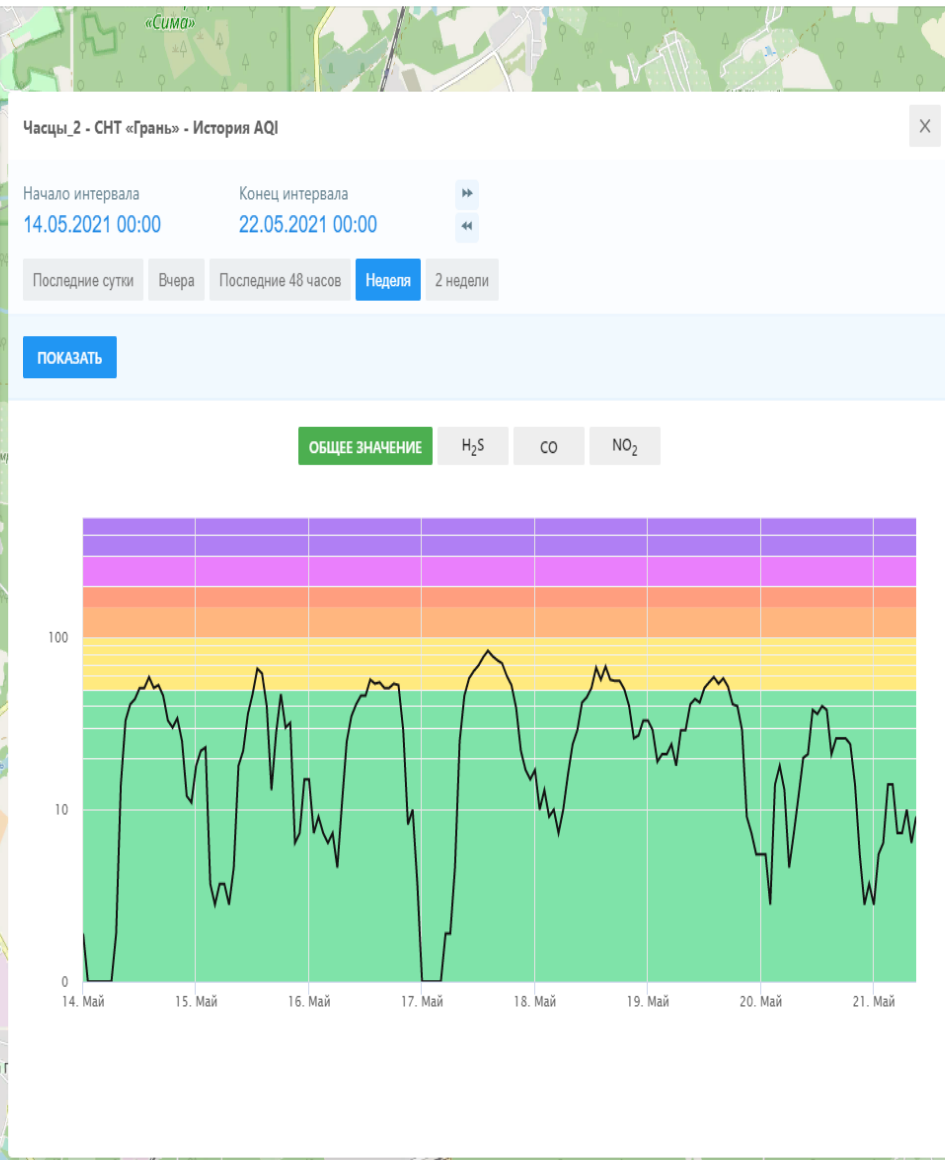 «Сима»
Часцы_2 - СНТ «Грань» - История AQI
X
Начало интервала
Конец интервала
14.05.2021 00:00
22.05.2021 00:00
Последние сутки
Вчера
Последние 48 часов
Неделя
2 недели
ПОКАЗАТЬ
ОБЩЕЕ ЗНАЧЕНИЕ
H₂S
CO
NO₂
100
10
0
14. Май
15. Май
16. Май
17. Май
18. Май
19. Май
20. Май
21. Май